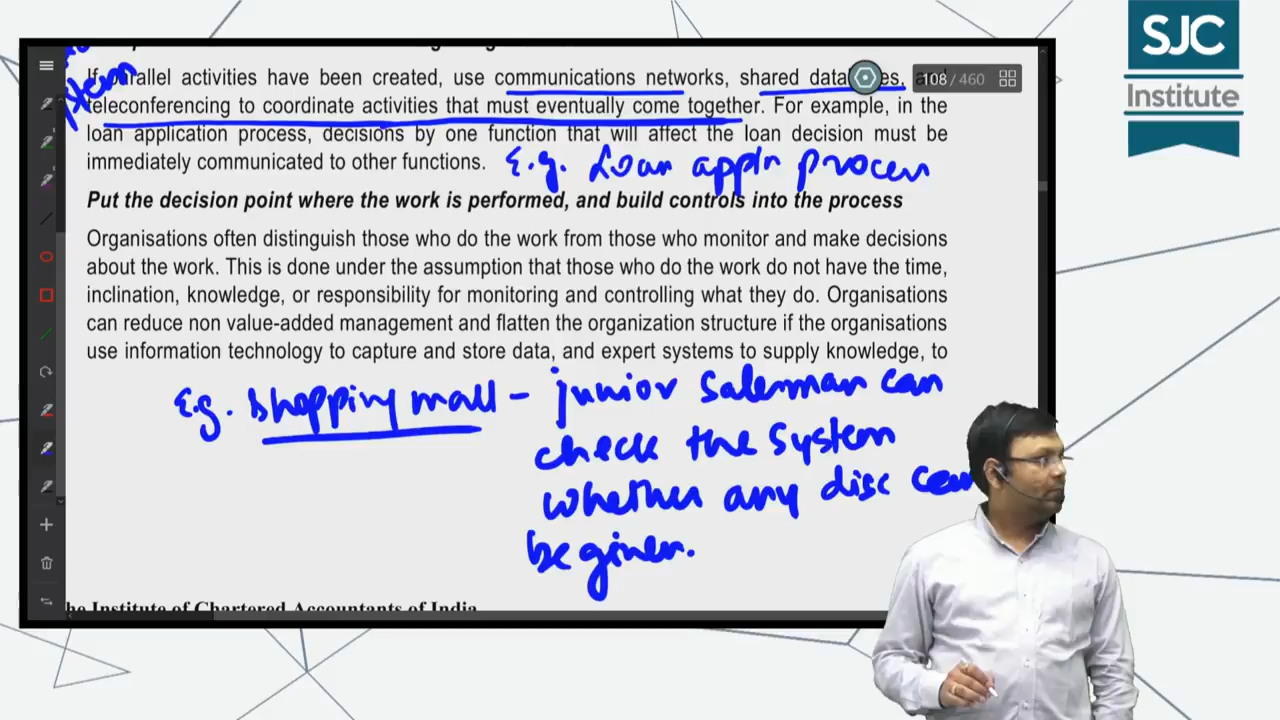 SJC
Institute
If parallel activities have been created, use communications networks, shared data
108 / 460
teleconferencing to coordinate activities that must eventually come together. For example, in the
loan application process, decisions by one function that will affect the loan decision must be
immediately communicated to other functions.
E.g. Loan appln process
Put the decision point where the work is performed, and build controls into the process
Organisations often distinguish those who do the work from those who monitor and make decisions
about the work. This is done under the assumption that those who do the work do not have the time,
inclination, knowledge, or responsibility for monitoring and controlling what they do. Organisations
can reduce non value-added management and flatten the organization structure if the organisations
use information technology to capture and store data, and expert systems to supply knowledge, to
E.g. Shopping mall – junior Salesman can
check the System
whether any disc can
be given.
he Institute of Chartered Accountants of India